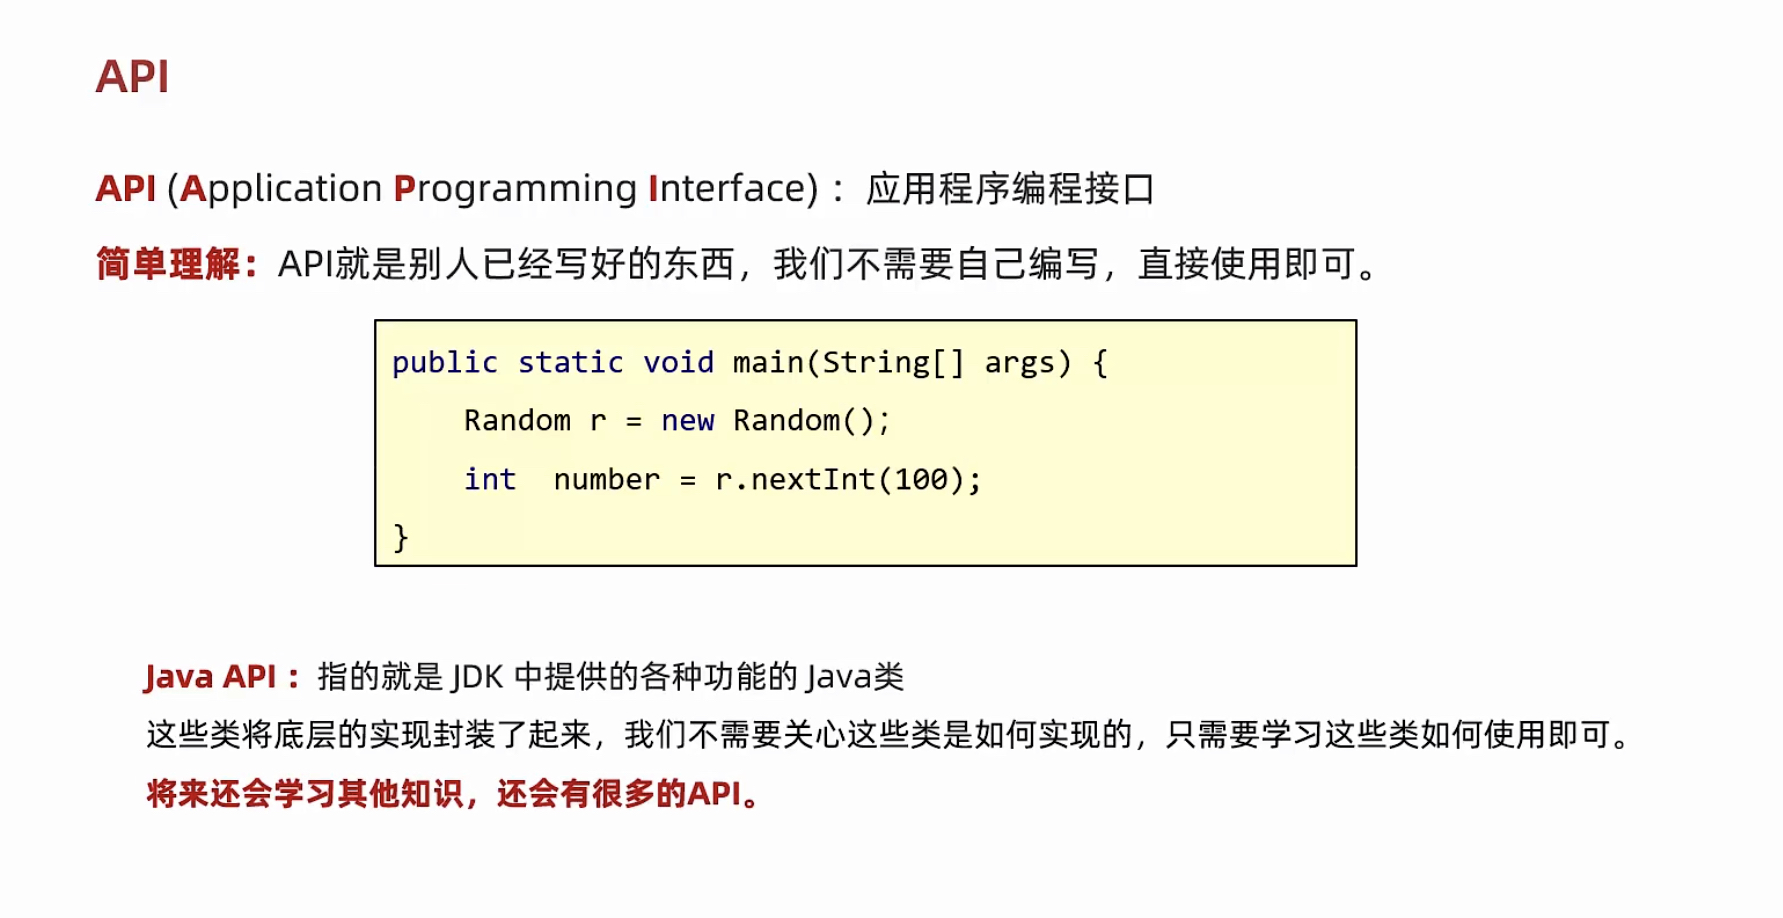 API
API (Application Programming Interface) ：应用程序编程接口
简单理解：API就是别人已经写好的东西，我们不需要自己编写，直接使用即可。
public static void main(String[] args) {
    Random r = new Random();
    int  number = r.nextInt(100);
}
Java API ：指的就是 JDK 中提供的各种功能的 Java类
这些类将底层的实现封装了起来，我们不需要关心这些类是如何实现的，只需要学习这些类如何使用即可。
将来还会学习其他知识，还会有很多的API。